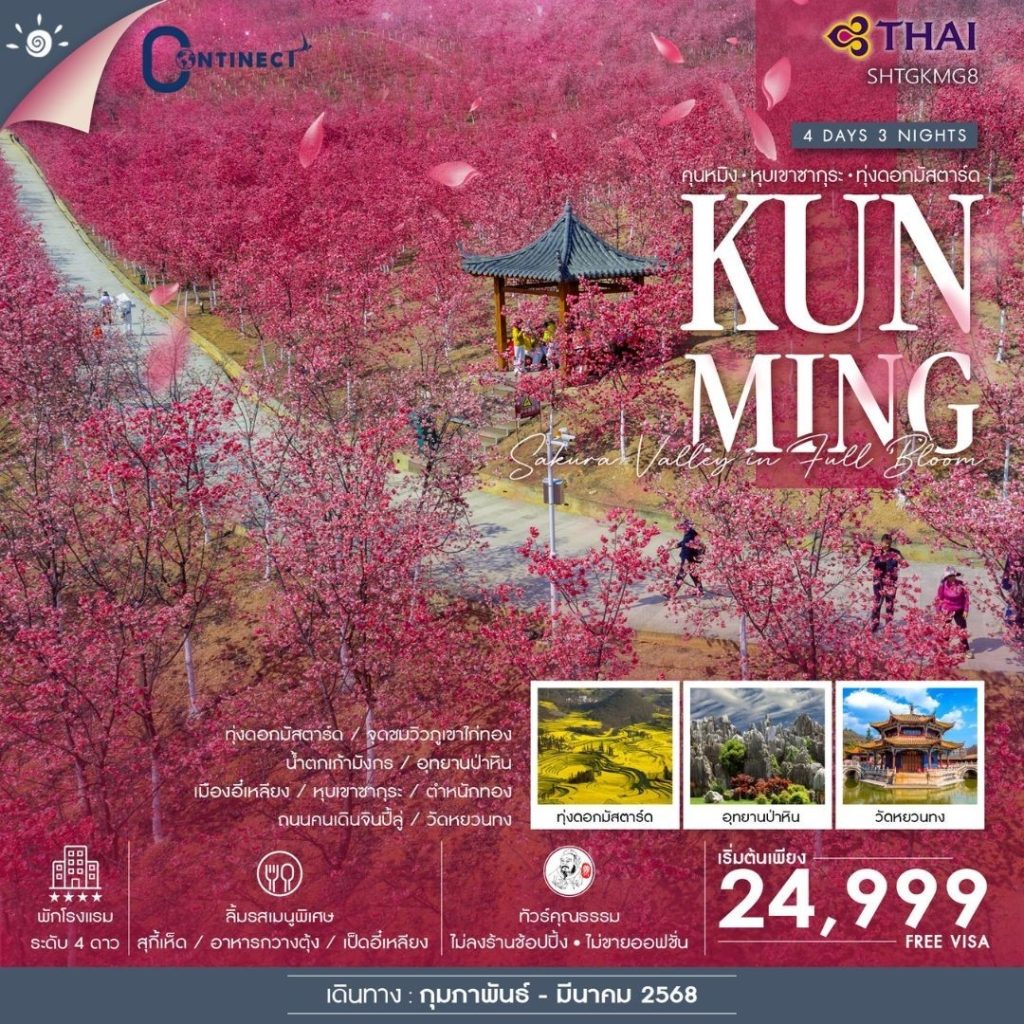 CONTINECT
THAI
SHTGKMG8
4 DAYS 3 NIGHTS
คุนหมิง • หุบเขาซากุระ • ทุ่งดอกมัสตาร์ด
KUN
MING
Sakura Valley in Full Bloom
ทุ่งดอกมัสตาร์ด / จุดชมวิวภูเขาไก่ทอง
น้ำตกเก้ามังกร / อุทยานป่าหิน
เมืองอี๋เหลียง / หุบเขาซากุระ / ตำหนักทอง
ถนนคนเดินจินปี้ลู่ / วัดหยวนทง
ทุ่งดอกมัสตาร์ด
อุทยานป่าหิน
วัดหยวนทง
พักโรงแรม
ระดับ 4 ดาว
ลิ้มรสเมนูพิเศษ
สุกี้เห็ด / อาหารกวางตุ้ง / เป็ดอี๋เหลียง
ทัวร์คุณธรรม
ไม่ลงร้านช้อปปิ้ง • ไม่ขายออฟชั่น
เริ่มต้นเพียง
24,999
FREE VISA
เดินทาง : กุมภาพันธ์ - มีนาคม 2568